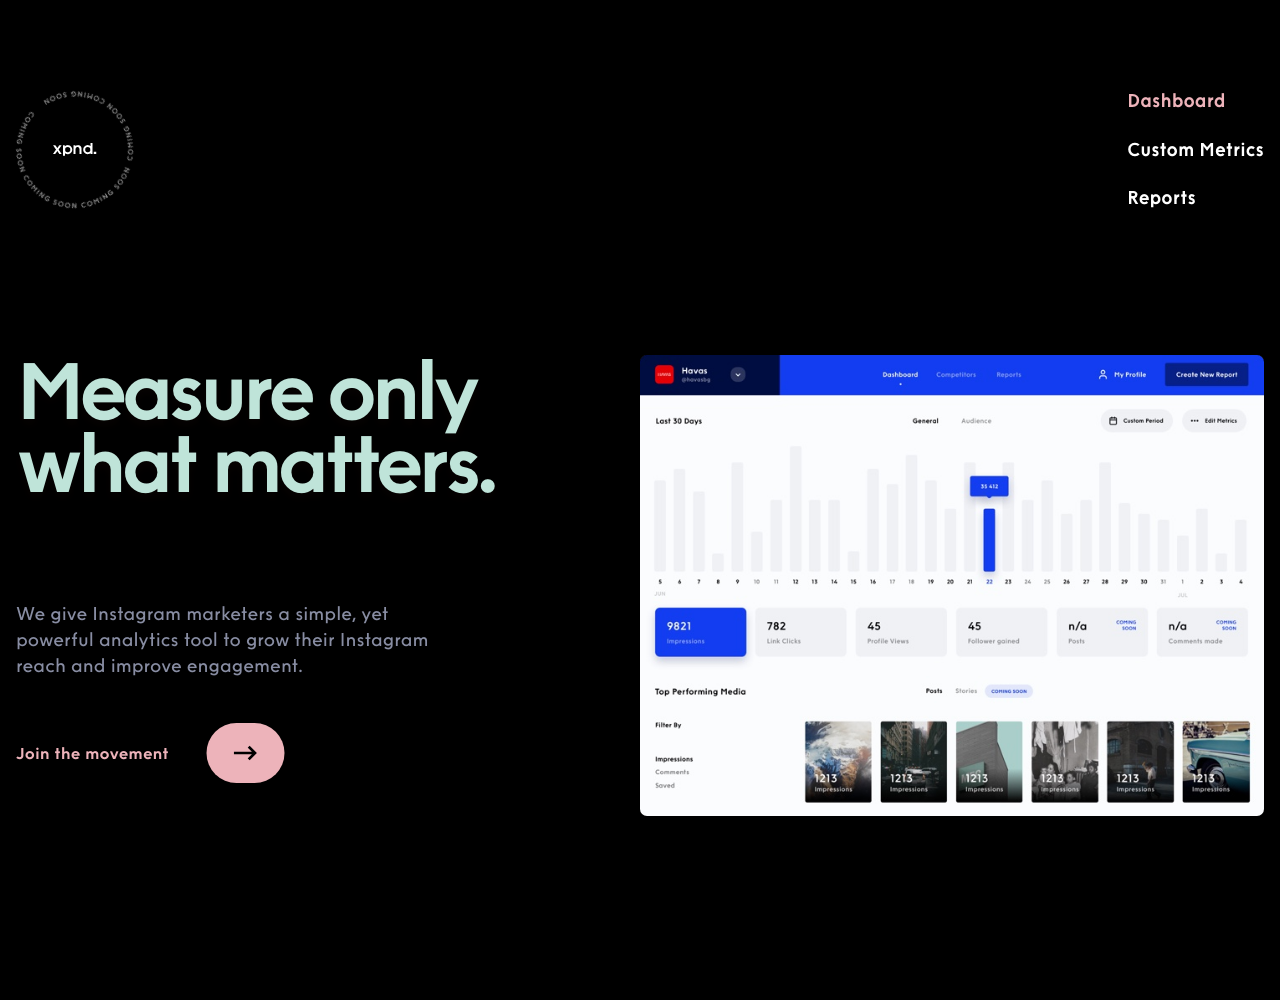 COMING SOON COMING SOON COMING SOON COMING SOON COMING SOON
xpnd.
Dashboard
Custom Metrics
Reports
Measure only
what matters.
We give Instagram marketers a simple, yet
powerful analytics tool to grow their Instagram
reach and improve engagement.
Join the movement
Havas
@havasbg
Dashboard Competitors Reports
My Profile
Create New Report
Last 30 Days
General Audience
Custom Period
Edit Metrics
35 412
5 6 7 8 9 10 11 12 13 14 15 16 17 18 19 20 21 22 23 24 25 26 27 28 29 30 31 1 2 3 4
JUN JUL
9821
Impressions
782
Link Clicks
45
Profile Views
45
Follower gained
n/a
COMING
SOON
Posts
n/a
COMING
SOON
Comments made
Top Performing Media
Posts Stories COMING SOON
Filter By
Impressions
Comments
Saved
1213 1213 1213 1213 1213 1213
Impressions Impressions Impressions Impressions Impressions Impressions